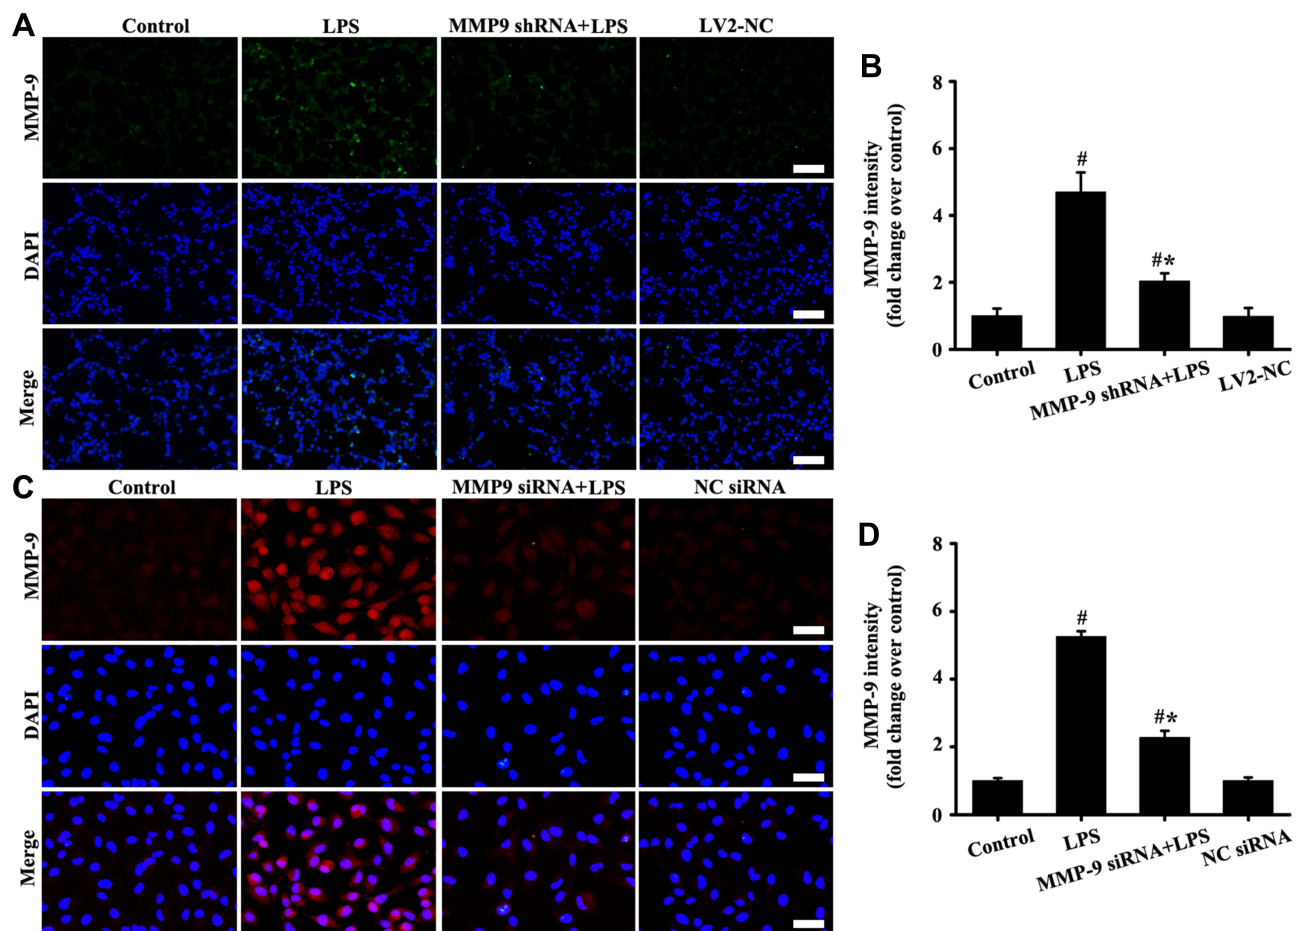 A
Control LPS MMP9 shRNA+LPS LV2-NC
MMP-9
DAPI
Merge
B
MMP-9 intensity
(fold change over control)
8
6
4
2
0
#
#*
Control LPS MMP-9 shRNA+LPS LV2-NC
C
Control LPS MMP9 siRNA+LPS NC siRNA
MMP-9
DAPI
Merge
D
MMP-9 intensity
(fold change over control)
8
6
4
2
0
#
#*
Control LPS MMP-9 siRNA+LPS NC siRNA